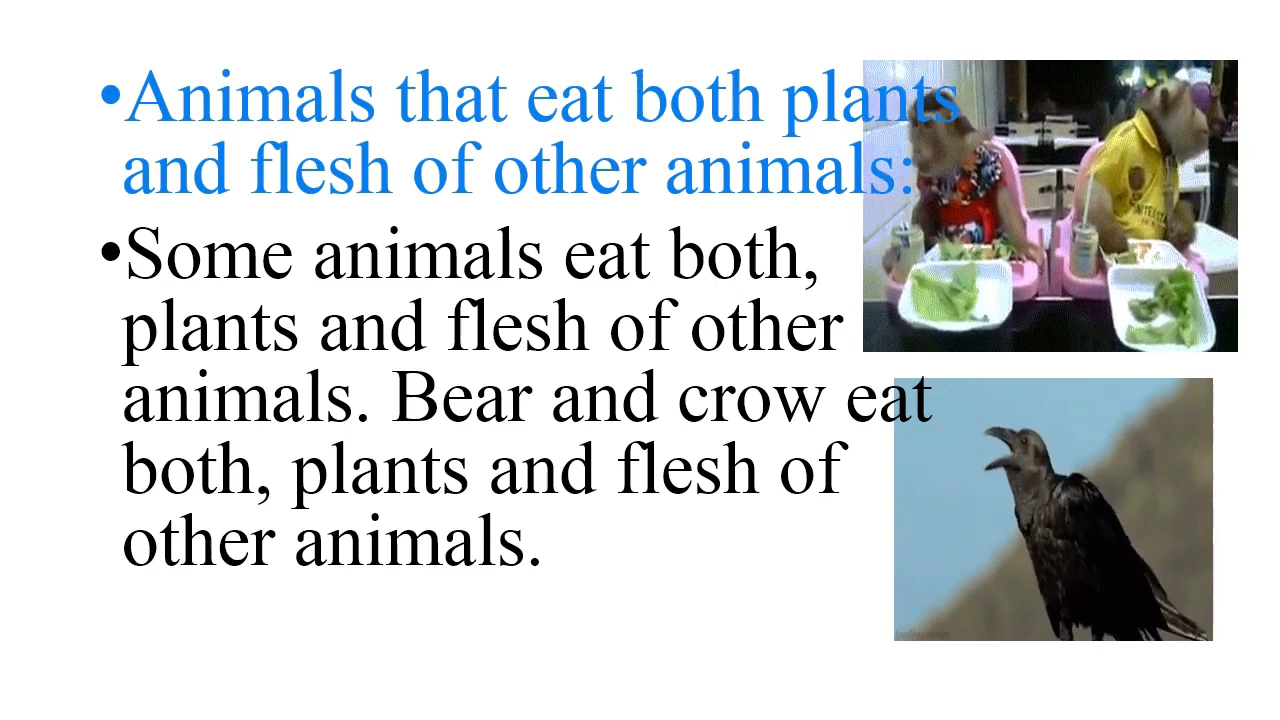 •Animals that eat both plants
and flesh of other animals:
•Some animals eat both,
plants and flesh of other
animals. Bear and crow eat
both, plants and flesh of
other animals.